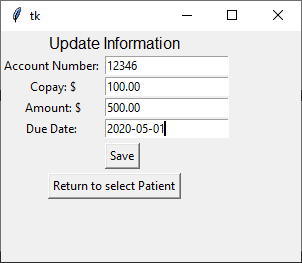 tk
Update Information
Account Number: 12346
Copay: $ 100.00
Amount: $ 500.00
Due Date: 2020-05-01
Save
Return to select Patient